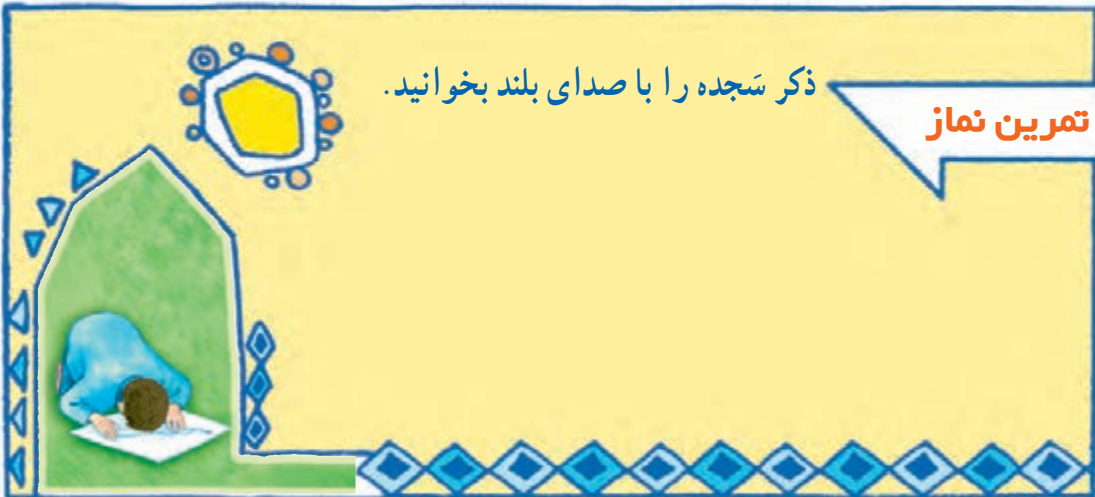 تمرین نماز
ذکر سَجده را با صدای بلند بخوانید.